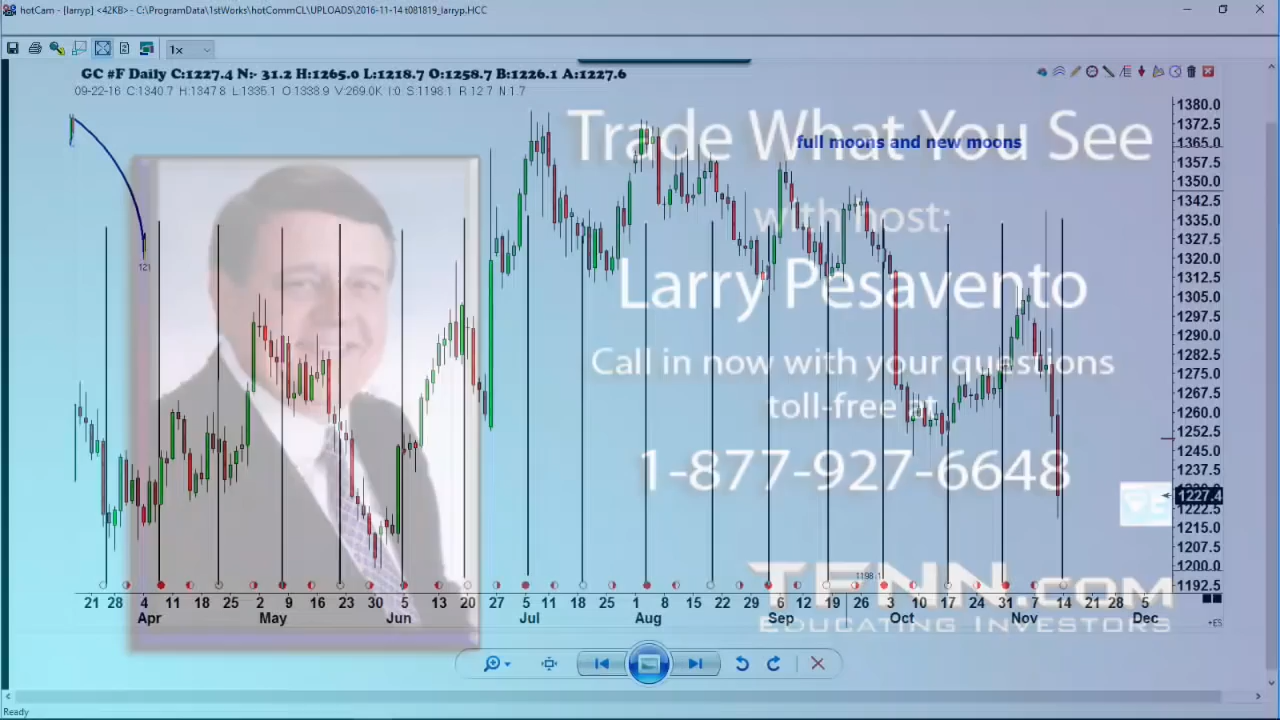 hotCam - [larryp] <42KB> - C:\ProgramData\1stWorks\hotCommCL\UPLOADS\2016-11-14 t081819_larryp.HCC
1x
GC #F Daily C:1227.4 N:- 31.2 H:1265.0 L:1218.7 O:1258.7 B:1226.1 A:1227.6
09-22-16 C:1340.7 H:1347.8 L:1335.1 O:1338.9 V:269.0K I:0 S:1198.1 R:12.7 N:1.7
full moons and new moons
Trade What You See
with host:
Larry Pesavento
Call in now with your questions
toll-free at
1-877-927-6648
TFNN.com
Educating Investors
121
1198.1
1380.0
1372.5
1365.0
1357.5
1350.0
1342.5
1335.0
1327.5
1320.0
1312.5
1305.0
1297.5
1290.0
1282.5
1275.0
1267.5
1260.0
1252.5
1245.0
1237.5
1227.4
1222.5
1215.0
1207.5
1200.0
1192.5
21 28 4 11 18 25 2 9 16 23 30 5 13 20 27 5 11 18 25 1 8 15 22 29 6 12 19 26 3 10 17 24 31 7 14 21 28 5
Apr May Jun Jul Aug Sep Oct Nov Dec
+ES
Ready